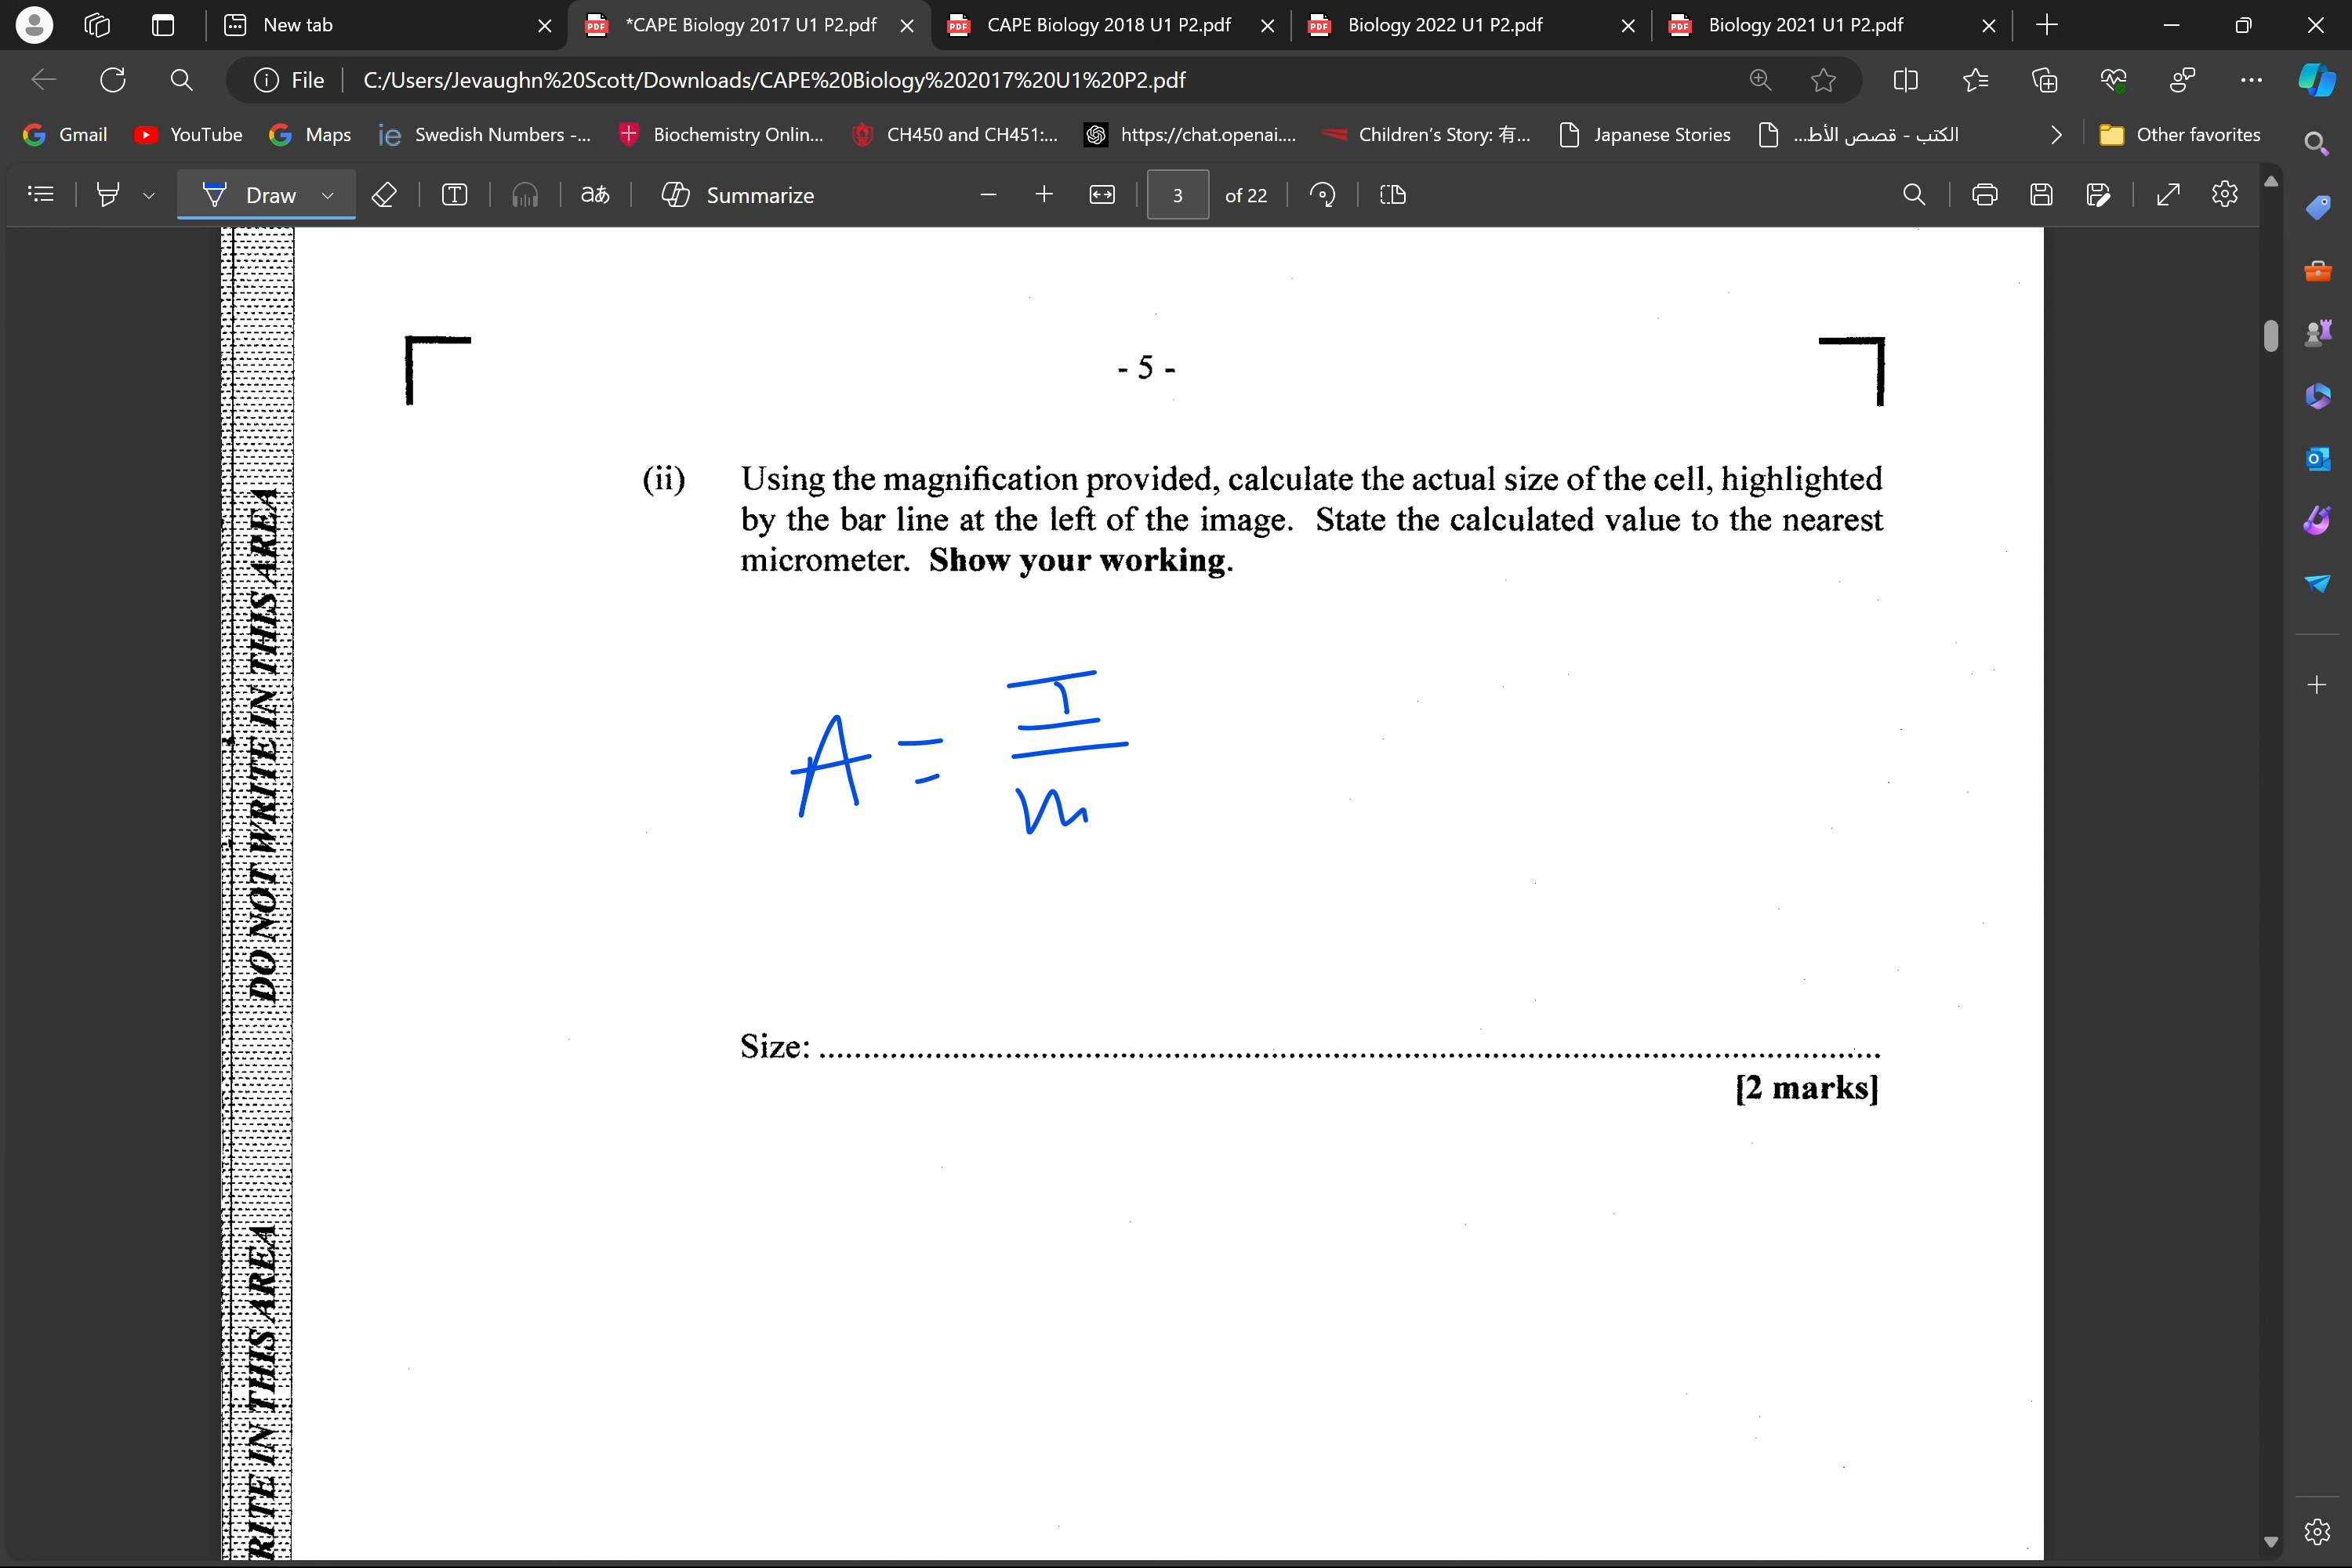 New tab
*CAPE Biology 2017 U1 P2.pdf
CAPE Biology 2018 U1 P2.pdf
Biology 2022 U1 P2.pdf
Biology 2021 U1 P2.pdf
File
C:/Users/Jevaughn%20Scott/Downloads/CAPE%20Biology%202017%20U1%20P2.pdf
Gmail
YouTube
Maps
Swedish Numbers -...
Biochemistry Onlin...
CH450 and CH451:...
https://chat.openai....
Children's Story: 有...
Japanese Stories
الكتب - قصص الأط...
Other favorites
Draw
aあ
Summarize
3
of 22
- 5 -
(ii) Using the magnification provided, calculate the actual size of the cell, highlighted
by the bar line at the left of the image. State the calculated value to the nearest
micrometer. Show your working.
A = I
m
Size: ........................................................................
[2 marks]
DO NOT WRITE IN THIS AREA
RITE IN THIS AREA